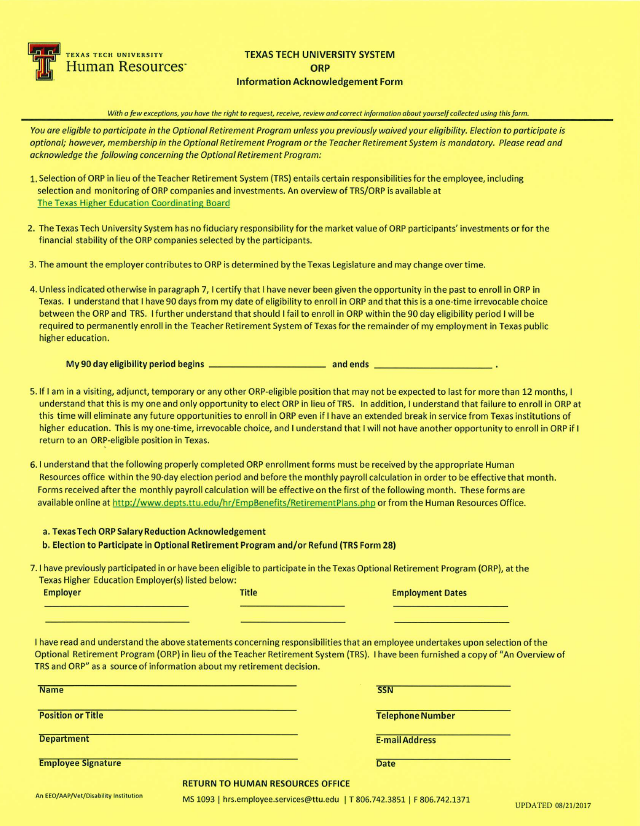 TEXAS TECH UNIVERSITY
Human Resources
TEXAS TECH UNIVERSITY SYSTEM
ORP
Information Acknowledgement Form
With a few exceptions, you have the right to request, receive, review and correct information about yourself collected using this form.
You are eligible to participate in the Optional Retirement Program unless you previously waived your eligibility. Election to participate is
optional; however, membership in the Optional Retirement Program or the Teacher Retirement System is mandatory. Please read and
acknowledge the following concerning the Optional Retirement Program:
1. Selection of ORP in lieu of the Teacher Retirement System (TRS) entails certain responsibilities for the employee, including
selection and monitoring of ORP companies and investments. An overview of TRS/ORP is available at
The Texas Higher Education Coordinating Board
2. The Texas Tech University System has no fiduciary responsibility for the market value of ORP participants' investments or for the
financial stability of the ORP companies selected by the participants.
3. The amount the employer contributes to ORP is determined by the Texas Legislature and may change over time.
4. Unless indicated otherwise in paragraph 7, I certify that I have never been given the opportunity in the past to enroll in ORP in
Texas. I understand that I have 90 days from my date of eligibility to enroll in ORP and that this is a one-time irrevocable choice
between the ORP and TRS. I further understand that should I fail to enroll in ORP within the 90 day eligibility period I will be
required to permanently enroll in the Teacher Retirement System of Texas for the remainder of my employment in Texas public
higher education.
My 90 day eligibility period begins ____________________ and ends ____________________ .
5. If I am in a visiting, adjunct, temporary or any other ORP-eligible position that may not be expected to last for more than 12 months, I
understand that this is my one and only opportunity to elect ORP in lieu of TRS. In addition, I understand that failure to enroll in ORP at
this time will eliminate any future opportunities to enroll in ORP even if I have an extended break in service from Texas institutions of
higher education. This is my one-time, irrevocable choice, and I understand that I will not have another opportunity to enroll in ORP if I
return to an ORP-eligible position in Texas.
6. I understand that the following properly completed ORP enrollment forms must be received by the appropriate Human
Resources office within the 90-day election period and before the monthly payroll calculation in order to be effective that month.
Forms received after the monthly payroll calculation will be effective on the first of the following month. These forms are
available online at http://www.depts.ttu.edu/hr/EmpBenefits/RetirementPlans.php or from the Human Resources Office.
a. Texas Tech ORP Salary Reduction Acknowledgement
b. Election to Participate in Optional Retirement Program and/or Refund (TRS Form 28)
7. I have previously participated in or have been eligible to participate in the Texas Optional Retirement Program (ORP), at the
Texas Higher Education Employer(s) listed below:
Employer Title Employment Dates
I have read and understand the above statements concerning responsibilities that an employee undertakes upon selection of the
Optional Retirement Program (ORP) in lieu of the Teacher Retirement System (TRS). I have been furnished a copy of "An Overview of
TRS and ORP" as a source of information about my retirement decision.
Name SSN
Position or Title Telephone Number
Department E-mail Address
Employee Signature Date
RETURN TO HUMAN RESOURCES OFFICE
An EEO/AAP/Vet/Disability Institution
MS 1093 | hrs.employee.services@ttu.edu | T 806.742.3851 | F 806.742.1371
UPDATED 08/21/2017